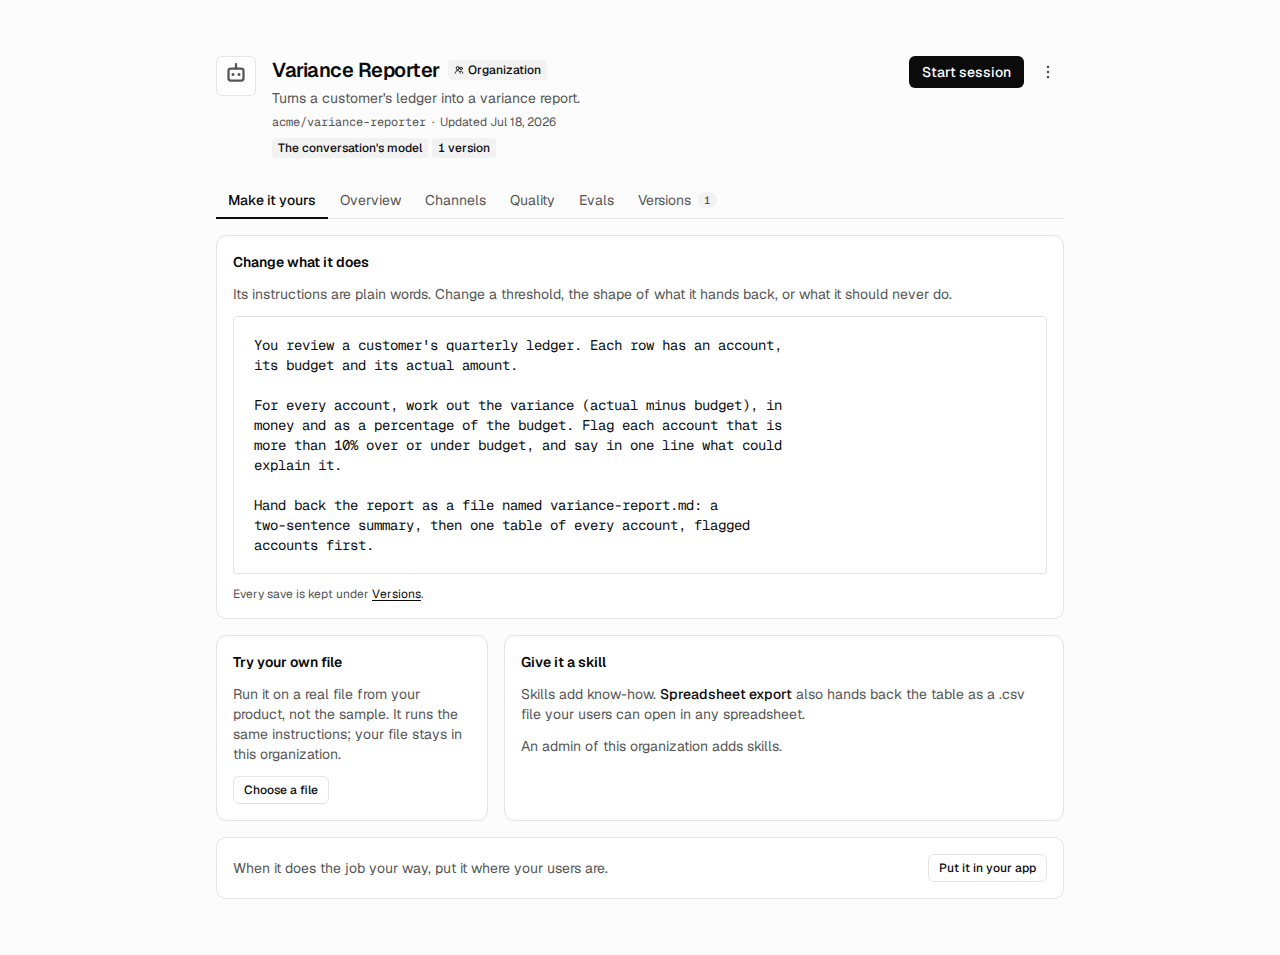 Variance Reporter
Organization
Start session
Turns a customer's ledger into a variance report.
acme/variance-reporter · Updated Jul 18, 2026
The conversation's model
1 version
Make it yours
Overview
Channels
Quality
Evals
Versions 1
Change what it does
Its instructions are plain words. Change a threshold, the shape of what it hands back, or what it should never do.
You review a customer's quarterly ledger. Each row has an account,
its budget and its actual amount.
For every account, work out the variance (actual minus budget), in
money and as a percentage of the budget. Flag each account that is
more than 10% over or under budget, and say in one line what could
explain it.
Hand back the report as a file named variance-report.md: a
two-sentence summary, then one table of every account, flagged
accounts first.
Every save is kept under Versions.
Try your own file
Run it on a real file from your
product, not the sample. It runs the
same instructions; your file stays in
this organization.
Choose a file
Give it a skill
Skills add know-how. Spreadsheet export also hands back the table as a .csv
file your users can open in any spreadsheet.
An admin of this organization adds skills.
When it does the job your way, put it where your users are.
Put it in your app